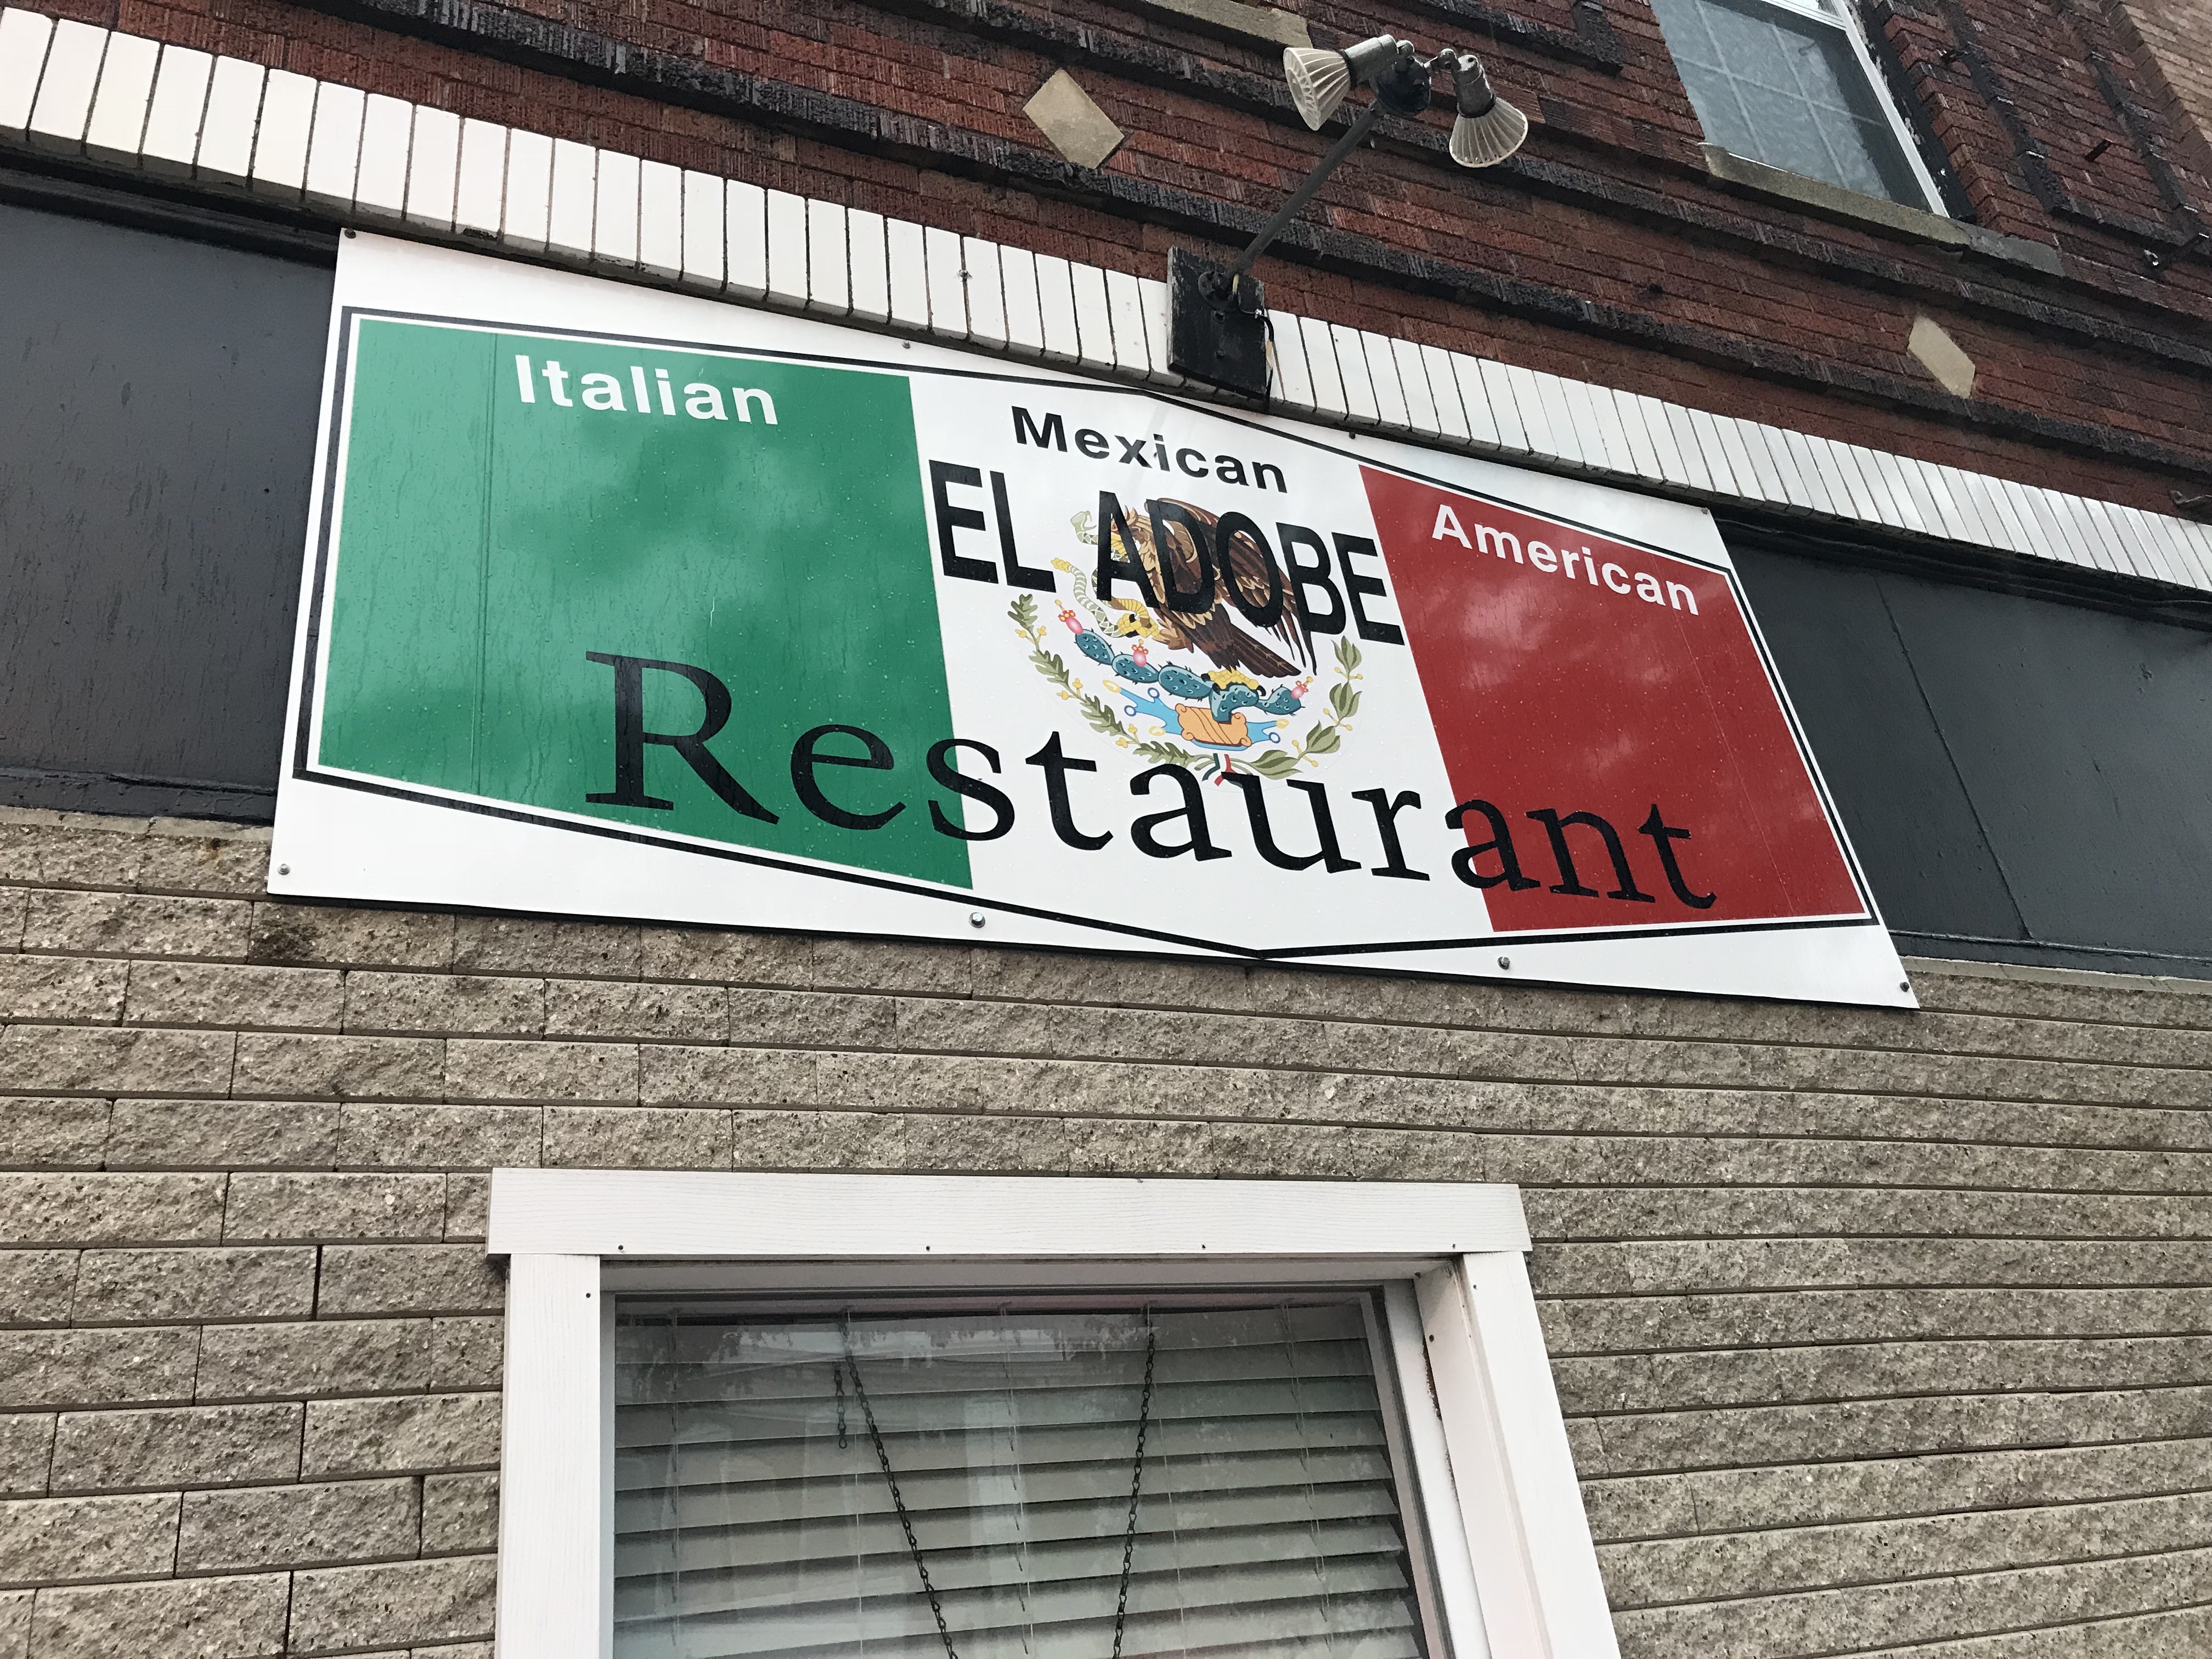 Italian
Mexican
American
EL ADOBE
Restaurant